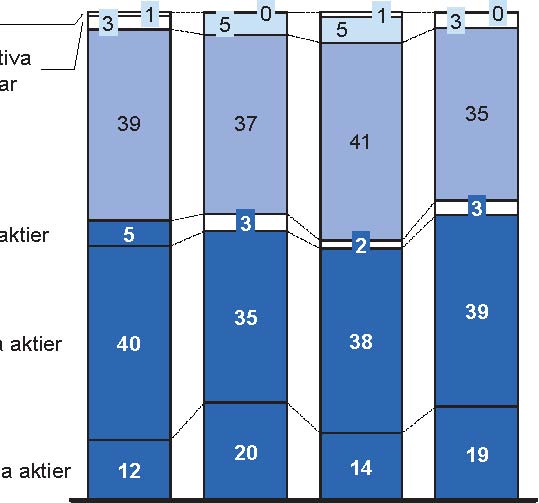 1 0 1 0
3 5 5 3
tiva
ar
39 37 41 35
aktier
5 3 2 3
aktier
40 35 38 39
a aktier
12 20 14 19